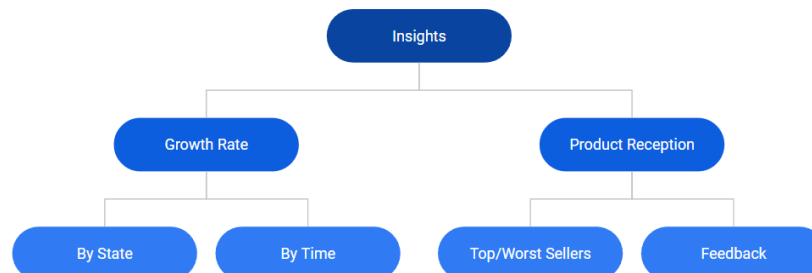 Insights
Growth Rate
Product Reception
By State
By Time
Top/Worst Sellers
Feedback